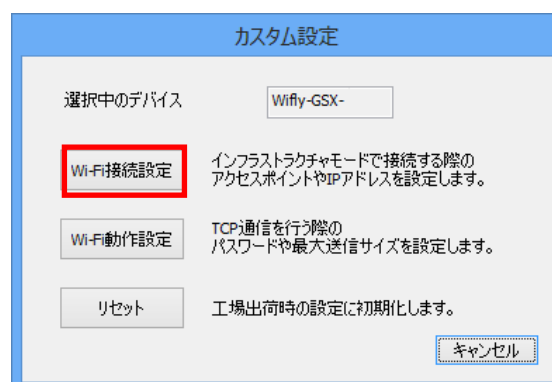 カスタム設定
選択中のデバイス
Wifly-GSX-
Wi-Fi接続設定
インフラストラクチャモードで接続する際の
アクセスポイントやIPアドレスを設定します。
Wi-Fi動作設定
TCP通信を行う際の
パスワードや最大送信サイズを設定します。
リセット
工場出荷時の設定に初期化します。
キャンセル